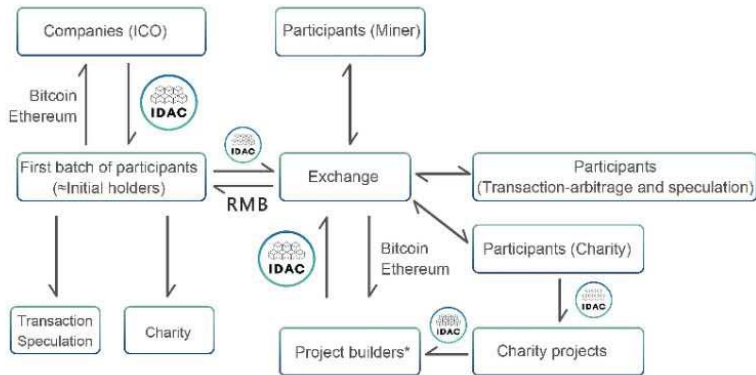 Companies (ICO)
Participants (Miner)
Bitcoin
Ethereum
IDAC
First batch of participants
(≈Initial holders)
IDAC
RMB
Exchange
Participants
(Transaction-arbitrage and speculation)
IDAC
Bitcoin
Ethereum
Participants (Charity)
IDAC
Transaction
Speculation
Charity
Project builders*
IDAC
Charity projects